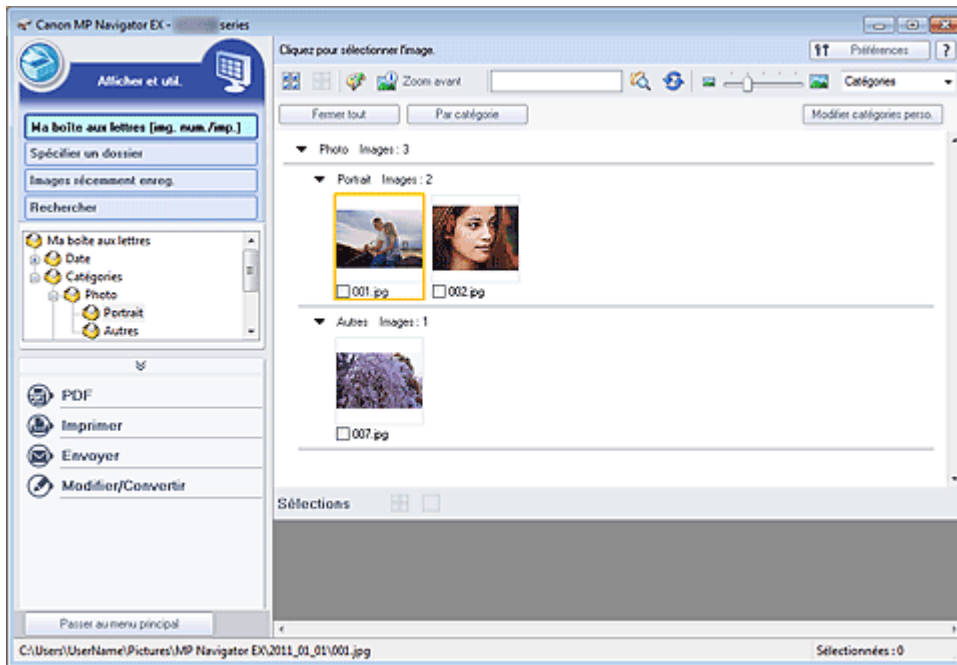 Canon MP Navigator EX - series
Afficher et util.
Ma boîte aux lettres [img. num./imp.]
Spécifier un dossier
Images récemment enreg.
Rechercher
Ma boîte aux lettres
Date
Catégories
Photo
Portrait
Autres
PDF
Imprimer
Envoyer
Modifier/Convertir
Passer au menu principal
Cliquez pour sélectionner l'image.
Préférences ?
Zoom avant
Catégories
Fermer tout Par catégorie Modifier catégories perso.
Photo Images : 3
Portrait Images : 2
001.jpg 002.jpg
Autres Images : 1
007.jpg
Sélections
C:\Users\UserName\Pictures\MP Navigator EX\2011_01_01\001.jpg Sélectionnées : 0